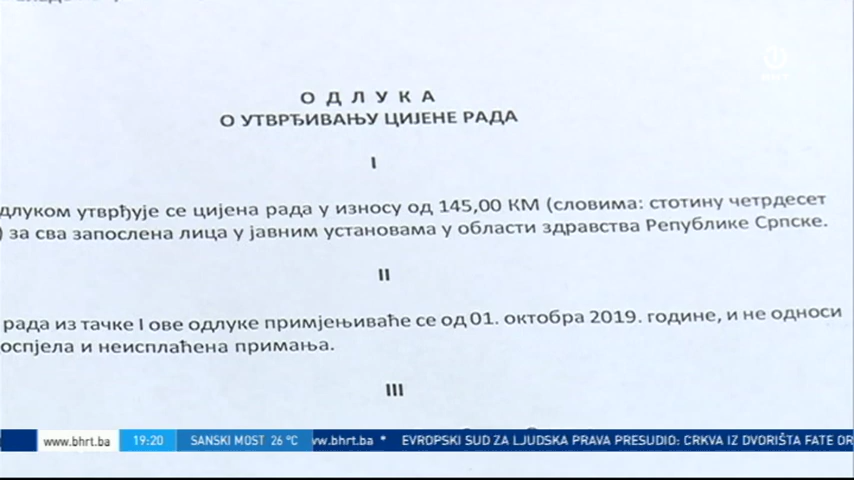 О Д Л У К А
О УТВРЂИВАЊУ ЦИЈЕНЕ РАДА
I
длуком утврђује се цијена рада у износу од 145,00 КМ (словима: стотину четрдесет
) за сва запослена лица у јавним установама у области здравства Републике Српске.
II
рада из тачке I ове одлуке примјењиваће се од 01. октобра 2019. године, и не односи
оспјела и неисплаћена примања.
III
www.bhrt.ba 19:20 SANSKI MOST 26 °C ww.bhrt.ba * EVROPSKI SUD ZA LJUDSKA PRAVA PRESUDIO: CRKVA IZ DVORIŠTA FATE OR